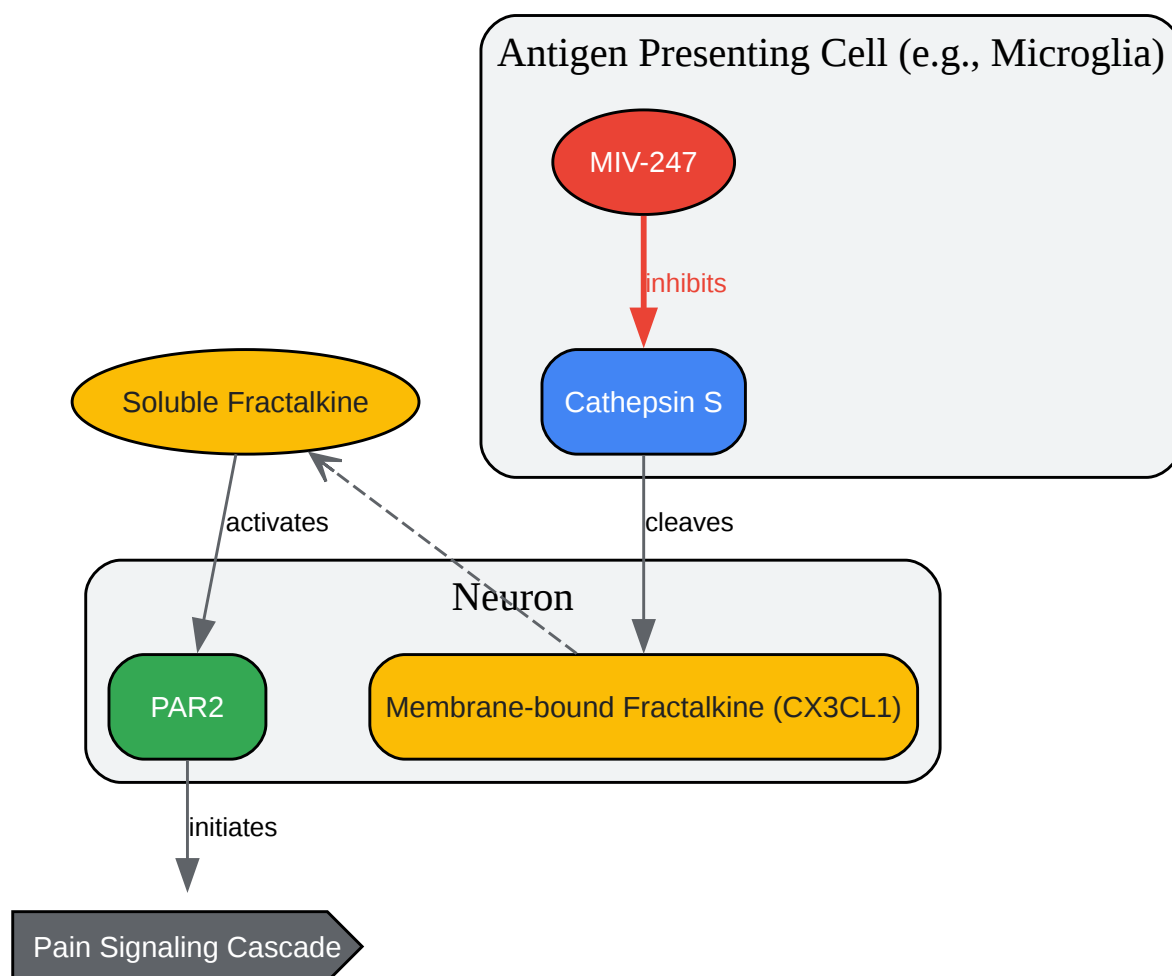 Antigen Presenting Cell (e.g., Microglia)
MIV-247
inhibits
Soluble Fractalkine
Cathepsin S
activates
cleaves
Neuron
PAR2
Membrane-bound Fractalkine (CX3CL1)
initiates
Pain Signaling Cascade